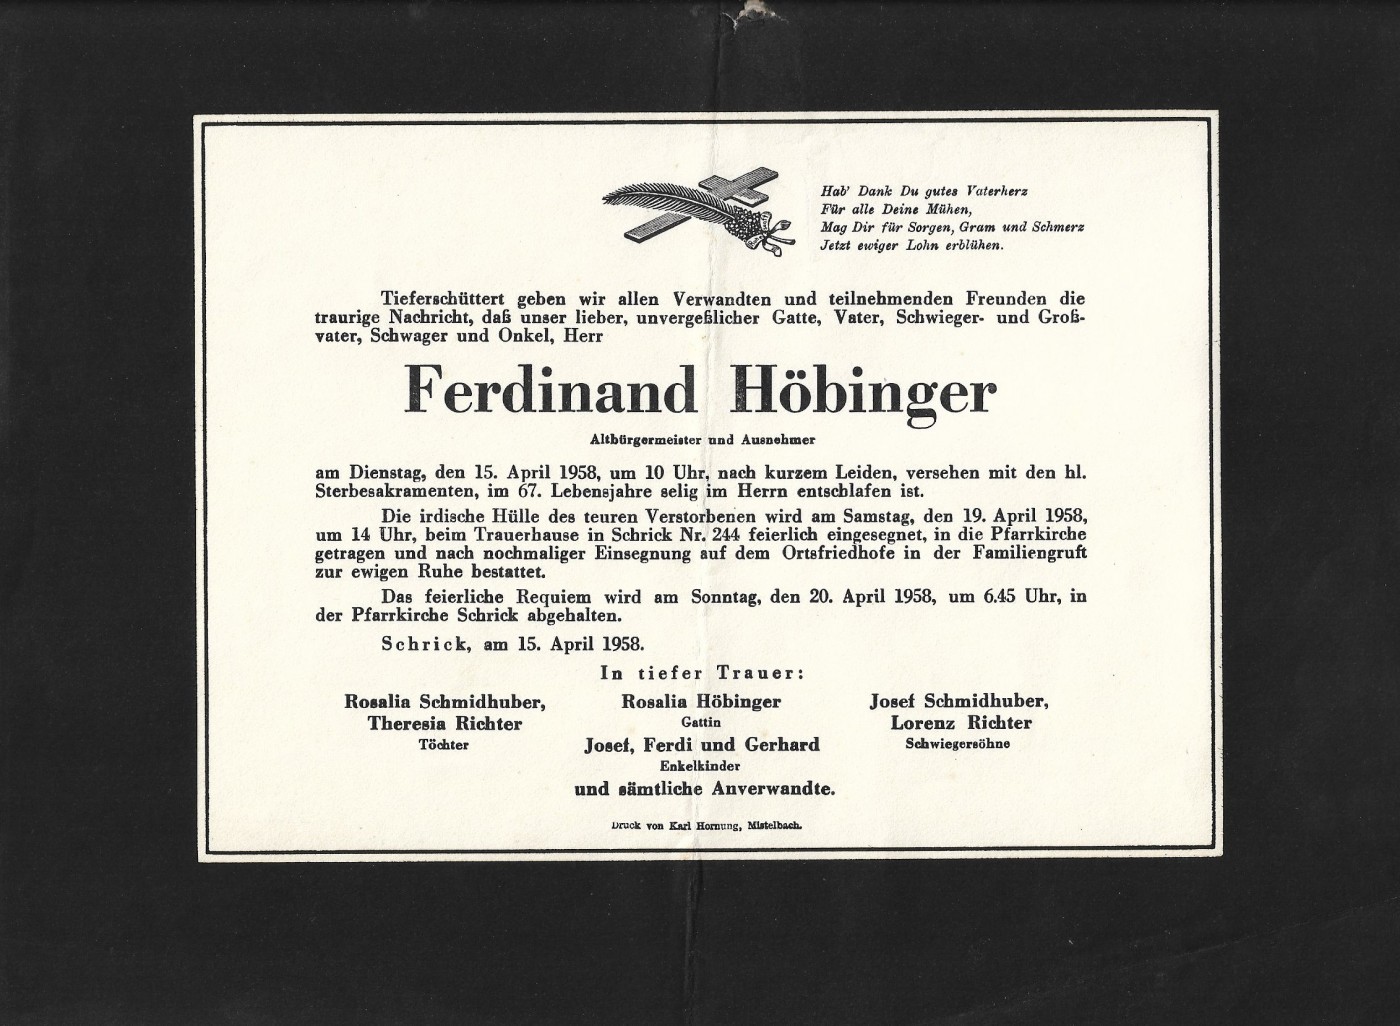 Hab' Dank Du gutes Vaterherz
Für alle Deine Mühen,
Mag Dir für Sorgen, Gram und Schmerz
Jetzt ewiger Lohn erblühen.
Tieferschüttert geben wir allen Verwandten und teilnehmenden Freunden die
traurige Nachricht, daß unser lieber, unvergeßlicher Gatte, Vater, Schwieger- und Groß-
vater, Schwager und Onkel, Herr
Ferdinand Höbinger
Altbürgermeister und Ausnehmer
am Dienstag, den 15. April 1958, um 10 Uhr, nach kurzem Leiden, versehen mit den hl.
Sterbesakramenten, im 67. Lebensjahre selig im Herrn entschlafen ist.
Die irdische Hülle des teuren Verstorbenen wird am Samstag, den 19. April 1958,
um 14 Uhr, beim Trauerhause in Schrick Nr. 244 feierlich eingesegnet, in die Pfarrkirche
getragen und nach nochmaliger Einsegnung auf dem Ortsfriedhofe in der Familiengruft
zur ewigen Ruhe bestattet.
Das feierliche Requiem wird am Sonntag, den 20. April 1958, um 6.45 Uhr, in
der Pfarrkirche Schrick abgehalten.
Schrick, am 15. April 1958.
In tiefer Trauer:
Rosalia Schmidhuber,
Theresia Richter
Töchter
Rosalia Höbinger
Gattin
Josef, Ferdi und Gerhard
Enkelkinder
Josef Schmidhuber,
Lorenz Richter
Schwiegersöhne
und sämtliche Anverwandte.
Druck von Karl Hornung, Mistelbach.